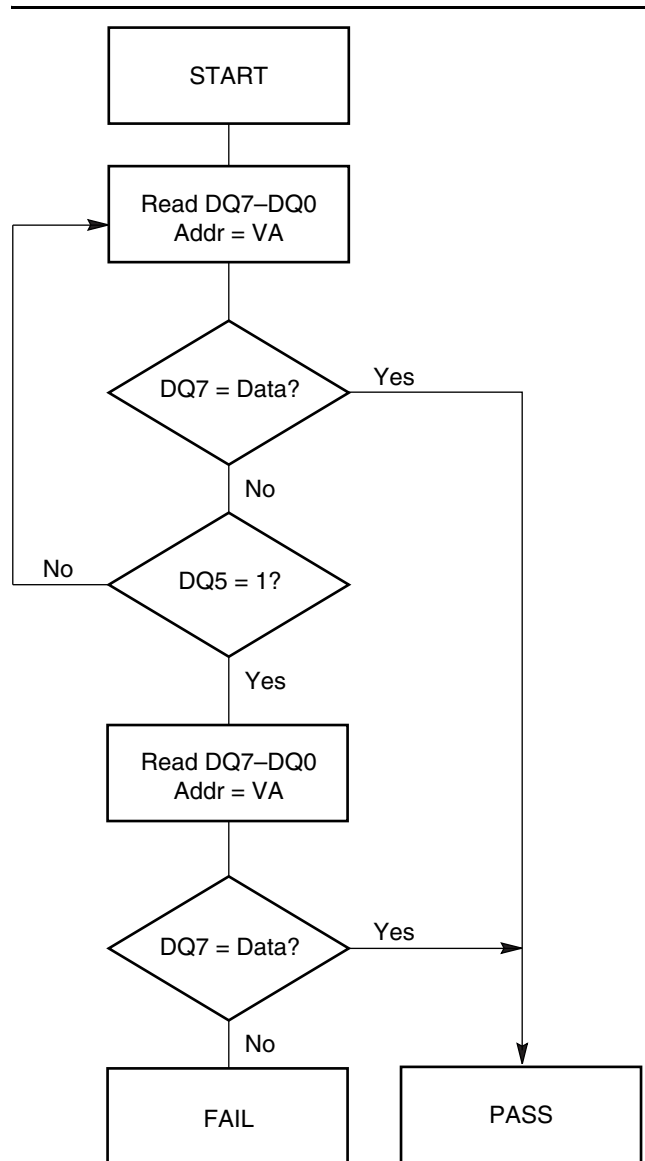 START
Read DQ7–DQ0
Addr = VA
DQ7 = Data?
Yes
No
No
DQ5 = 1?
Yes
Read DQ7–DQ0
Addr = VA
DQ7 = Data?
Yes
No
FAIL
PASS